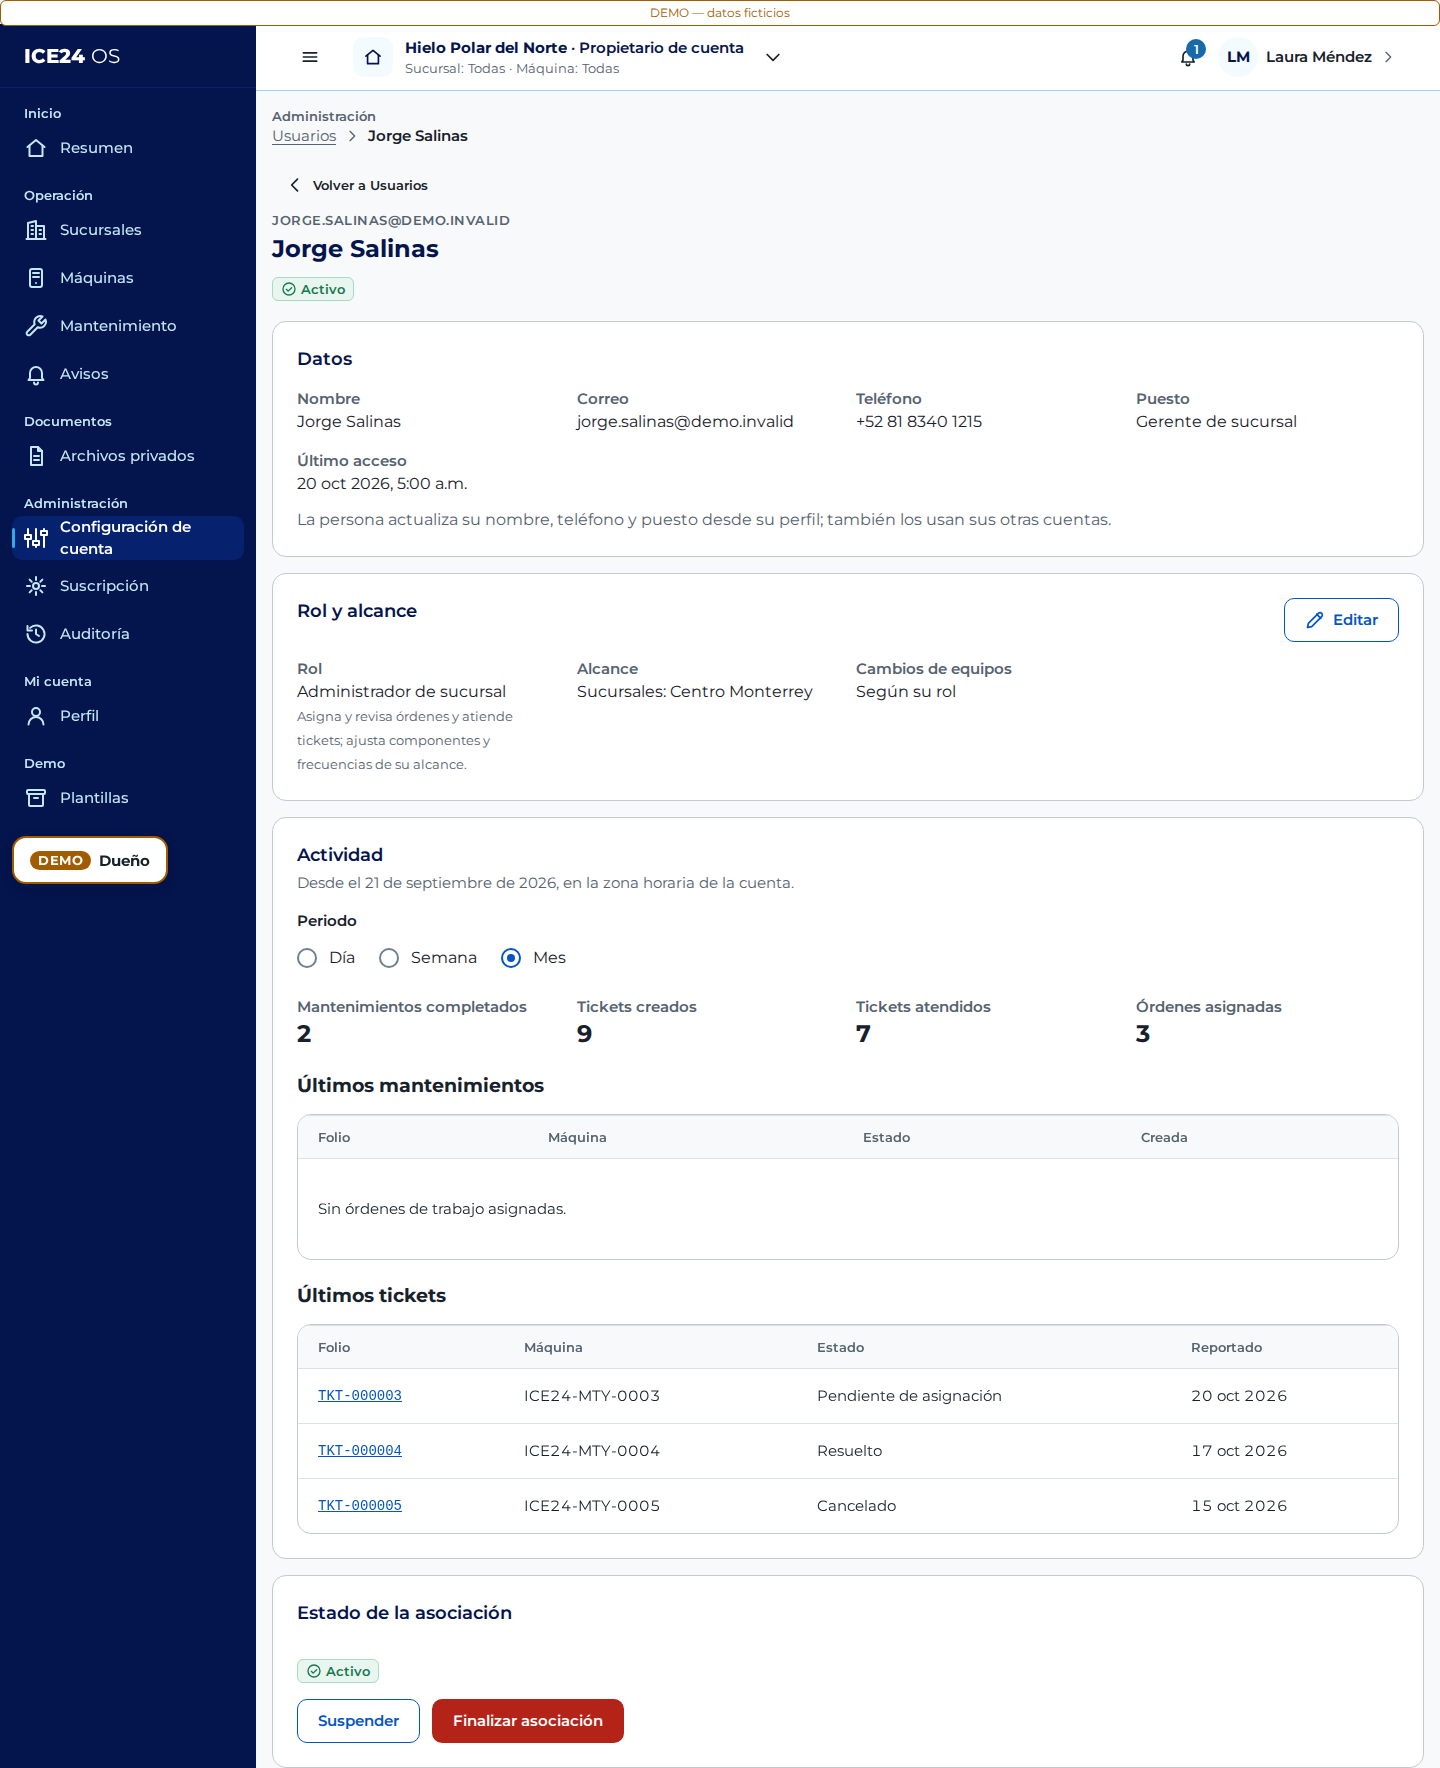 DEMO — datos ficticios
ICE24 OS
Inicio
Resumen
Operación
Sucursales
Máquinas
Mantenimiento
Avisos
Documentos
Archivos privados
Administración
Configuración de
cuenta
Suscripción
Auditoría
Mi cuenta
Perfil
Demo
Plantillas
DEMO Dueño
Hielo Polar del Norte · Propietario de cuenta
Sucursal: Todas · Máquina: Todas
1
LM Laura Méndez
Administración
Usuarios > Jorge Salinas
Volver a Usuarios
JORGE.SALINAS@DEMO.INVALID
Jorge Salinas
Activo
Datos
Nombre Correo Teléfono Puesto
Jorge Salinas jorge.salinas@demo.invalid +52 81 8340 1215 Gerente de sucursal
Último acceso
20 oct 2026, 5:00 a.m.
La persona actualiza su nombre, teléfono y puesto desde su perfil; también los usan sus otras cuentas.
Rol y alcance
Editar
Rol Alcance Cambios de equipos
Administrador de sucursal Sucursales: Centro Monterrey Según su rol
Asigna y revisa órdenes y atiende
tickets; ajusta componentes y
frecuencias de su alcance.
Actividad
Desde el 21 de septiembre de 2026, en la zona horaria de la cuenta.
Periodo
Día Semana Mes
Mantenimientos completados Tickets creados Tickets atendidos Órdenes asignadas
2 9 7 3
Últimos mantenimientos
Folio Máquina Estado Creada
Sin órdenes de trabajo asignadas.
Últimos tickets
Folio Máquina Estado Reportado
TKT-000003 ICE24-MTY-0003 Pendiente de asignación 20 oct 2026
TKT-000004 ICE24-MTY-0004 Resuelto 17 oct 2026
TKT-000005 ICE24-MTY-0005 Cancelado 15 oct 2026
Estado de la asociación
Activo
Suspender Finalizar asociación